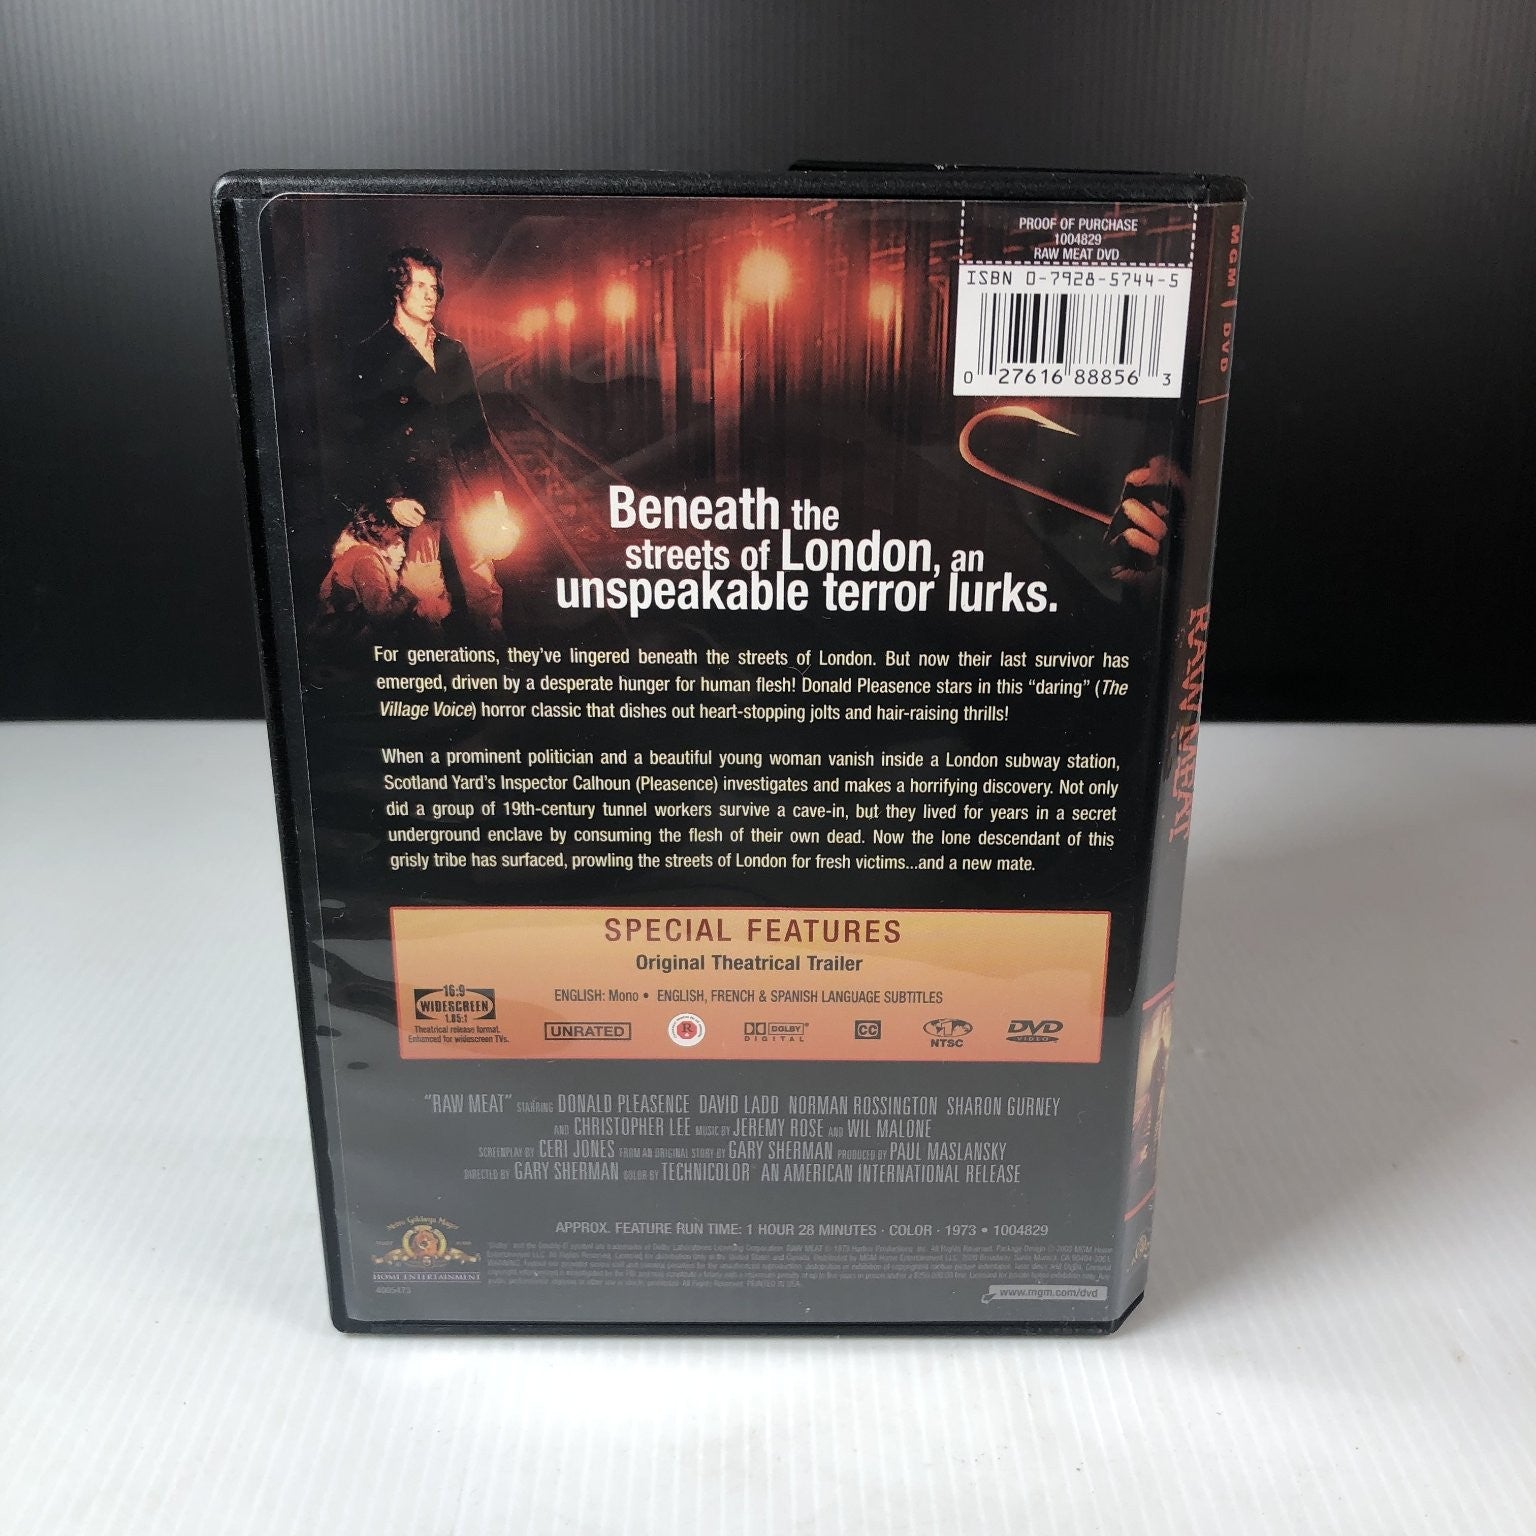 PROOF OF PURCHASE
1004829
RAW MEAT DVD
ISBN 0-7928-5744-5
0 27616 88856 3
MGM DVD
RAW MEAT
Beneath the
streets of London, an
unspeakable terror lurks.
For generations, they've lingered beneath the streets of London. But now their last survivor has
emerged, driven by a desperate hunger for human flesh! Donald Pleasence stars in this “daring” (The
Village Voice) horror classic that dishes out heart-stopping jolts and hair-raising thrills!
When a prominent politician and a beautiful young woman vanish inside a London subway station,
Scotland Yard's Inspector Calhoun (Pleasence) investigates and makes a horrifying discovery. Not only
did a group of 19th-century tunnel workers survive a cave-in, but they lived for years in a secret
underground enclave by consuming the flesh of their own dead. Now the lone descendant of this
grisly tribe has surfaced, prowling the streets of London for fresh victims...and a new mate.
SPECIAL FEATURES
Original Theatrical Trailer
ENGLISH: Mono • ENGLISH, FRENCH & SPANISH LANGUAGE SUBTITLES
16:9
WIDESCREEN
1.85:1
Theatrical release format.
Enhanced for widescreen TVs.
UNRATED
R
DOLBY
DIGITAL
CC
1
NTSC
DVD
VIDEO
“RAW MEAT” STARRING DONALD PLEASENCE DAVID LADD NORMAN ROSSINGTON SHARON GURNEY
AND CHRISTOPHER LEE MUSIC BY JEREMY ROSE AND WIL MALONE
SCREENPLAY BY CERI JONES FROM AN ORIGINAL STORY BY GARY SHERMAN PRODUCED BY PAUL MASLANSKY
DIRECTED BY GARY SHERMAN COLOR BY TECHNICOLOR AN AMERICAN INTERNATIONAL RELEASE
APPROX. FEATURE RUN TIME: 1 HOUR 28 MINUTES · COLOR · 1973 • 1004829
Metro Goldwyn Mayer
HOME ENTERTAINMENT
4005473
www.mgm.com/dvd